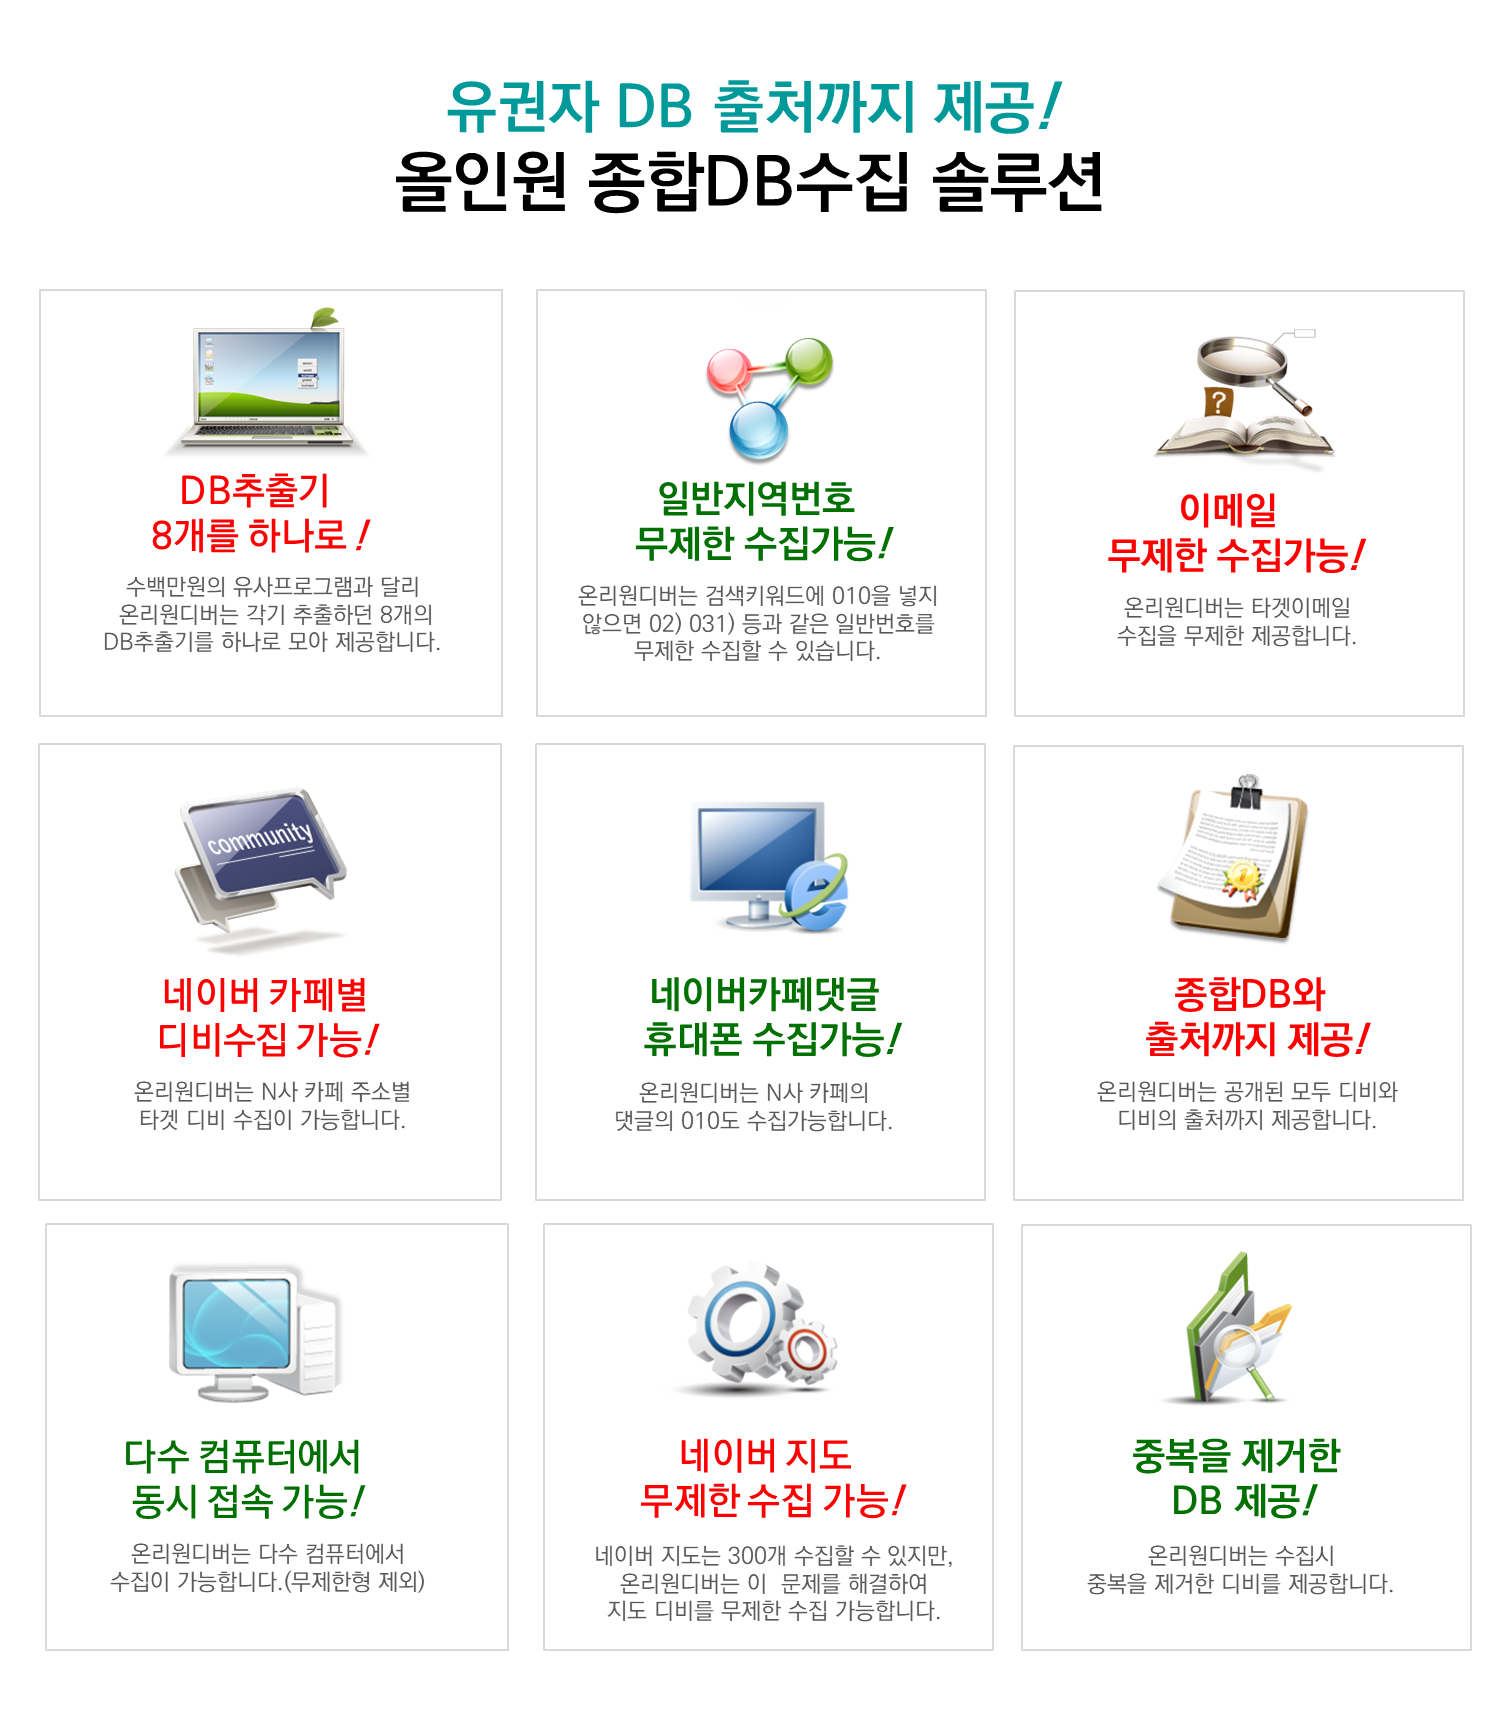 유권자 DB 출처까지 제공!
올인원 종합DB수집 솔루션
DB추출기
8개를 하나로 !
수백만원의 유사프로그램과 달리
온리원디버는 각기 추출하던 8개의
DB추출기를 하나로 모아 제공합니다.
일반지역번호
무제한 수집가능!
온리원디버는 검색키워드에 010을 넣지
않으면 02) 031) 등과 같은 일반번호를
무제한 수집할 수 있습니다.
?
이메일
무제한 수집가능!
온리원디버는 타겟이메일
수집을 무제한 제공합니다.
community
네이버 카페별
디비수집 가능!
온리원디버는 N사 카페 주소별
타겟 디비 수집이 가능합니다.
네이버카페댓글
휴대폰 수집가능!
온리원디버는 N사 카페의
댓글의 010도 수집가능합니다.
종합DB와
출처까지 제공!
온리원디버는 공개된 모두 디비와
디비의 출처까지 제공합니다.
다수 컴퓨터에서
동시 접속 가능!
온리원디버는 다수 컴퓨터에서
수집이 가능합니다.(무제한형 제외)
네이버 지도
무제한 수집 가능!
네이버 지도는 300개 수집할 수 있지만,
온리원디버는 이  문제를 해결하여
지도 디비를 무제한 수집 가능합니다.
중복을 제거한
DB 제공!
온리원디버는 수집시
중복을 제거한 디비를 제공합니다.